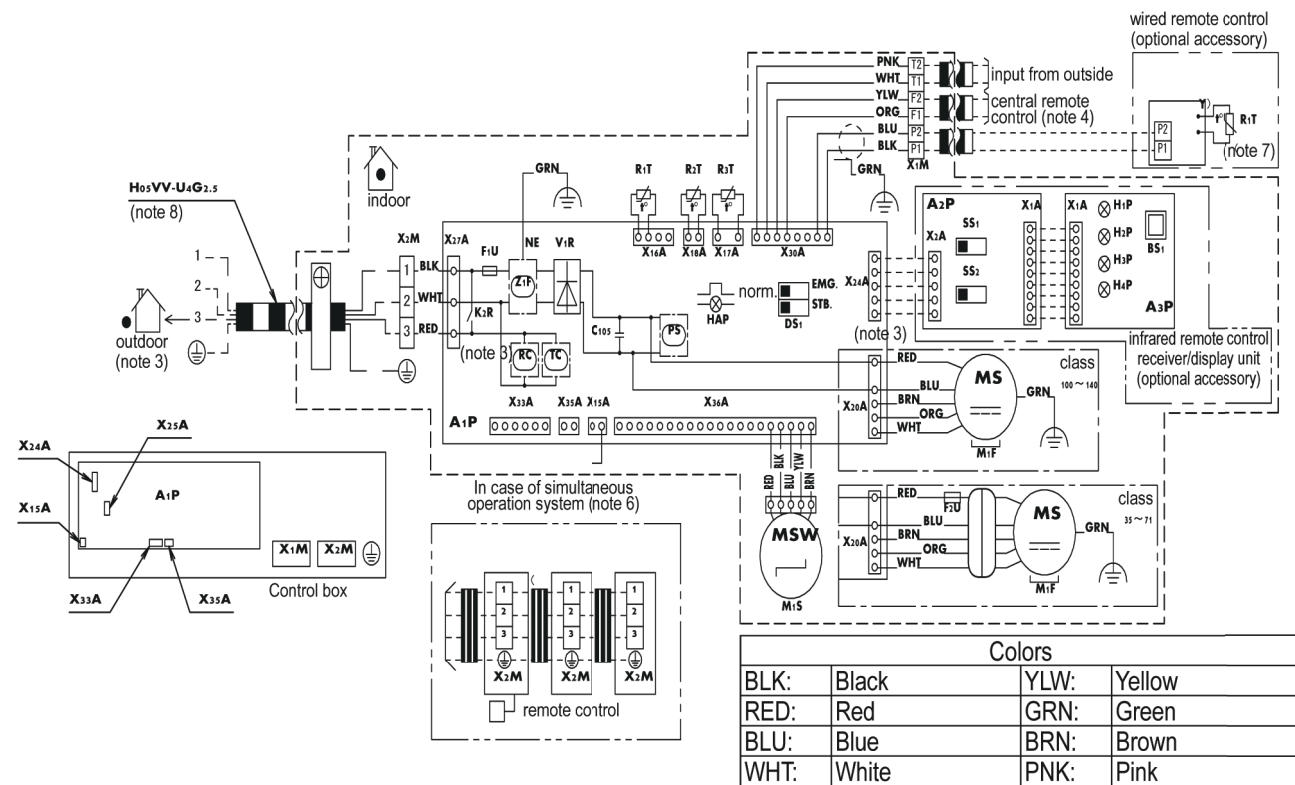 wired remote control
(optional accessory)
PNK T2
WHT T1
input from outside
YLW F2
ORG F1
central remote
control (note 4)
BLU P2
BLK P1
X1M
GRN
P2
P1
t°
R1T
(note 7)
indoor
H05VV-U4G2.5
(note 8)
GRN
R1T
R2T
R3T
t°
t°
t°
X16A
X18A
X17A
X30A
A2P
X1A
X1A
H1P
H2P
H3P
H4P
BS1
A3P
SS1
X2A
SS2
X24A
(note 3)
infrared remote control
receiver/display unit
(optional accessory)
1
2
3
outdoor
(note 3)
X2M
1
2
3
BLK
WHT
RED
X27A
F1U
NE
V1R
Z1F
K2R
(note 3)
RC
TC
C105
PS
HAP
norm.
EMG.
STB.
DS1
X33A
X35A
X15A
X36A
A1P
RED
BLU
BRN
ORG
WHT
X20A
MS
M1F
GRN
class
100~140
RED
BLK
BLU
YLW
BRN
MSW
M1S
RED
F2U
BLU
BRN
ORG
WHT
X20A
MS
M1F
GRN
class
35~71
X25A
X24A
A1P
X15A
X1M
X2M
X33A
X35A
Control box
In case of simultaneous
operation system (note 6)
1
2
3
X2M
1
2
3
X2M
1
2
3
X2M
remote control
Colors
BLK: Black YLW: Yellow
RED: Red GRN: Green
BLU: Blue BRN: Brown
WHT: White PNK: Pink